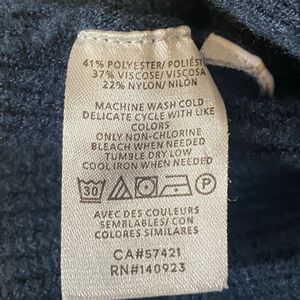 41% POLYESTER/ POLIÉST
37% VISCOSE/ VISCOSA
22% NYLON/ NILÓN
MACHINE WASH COLD
DELICATE CYCLE WITH LIKE
COLORS
ONLY NON-CHLORINE
BLEACH WHEN NEEDED
TUMBLE DRY LOW
COOL IRON WHEN NEEDED
30 P
AVEC DES COULEURS
SEMBLABLES/ CON
COLORES SIMILARES
CA#57421
RN#140923